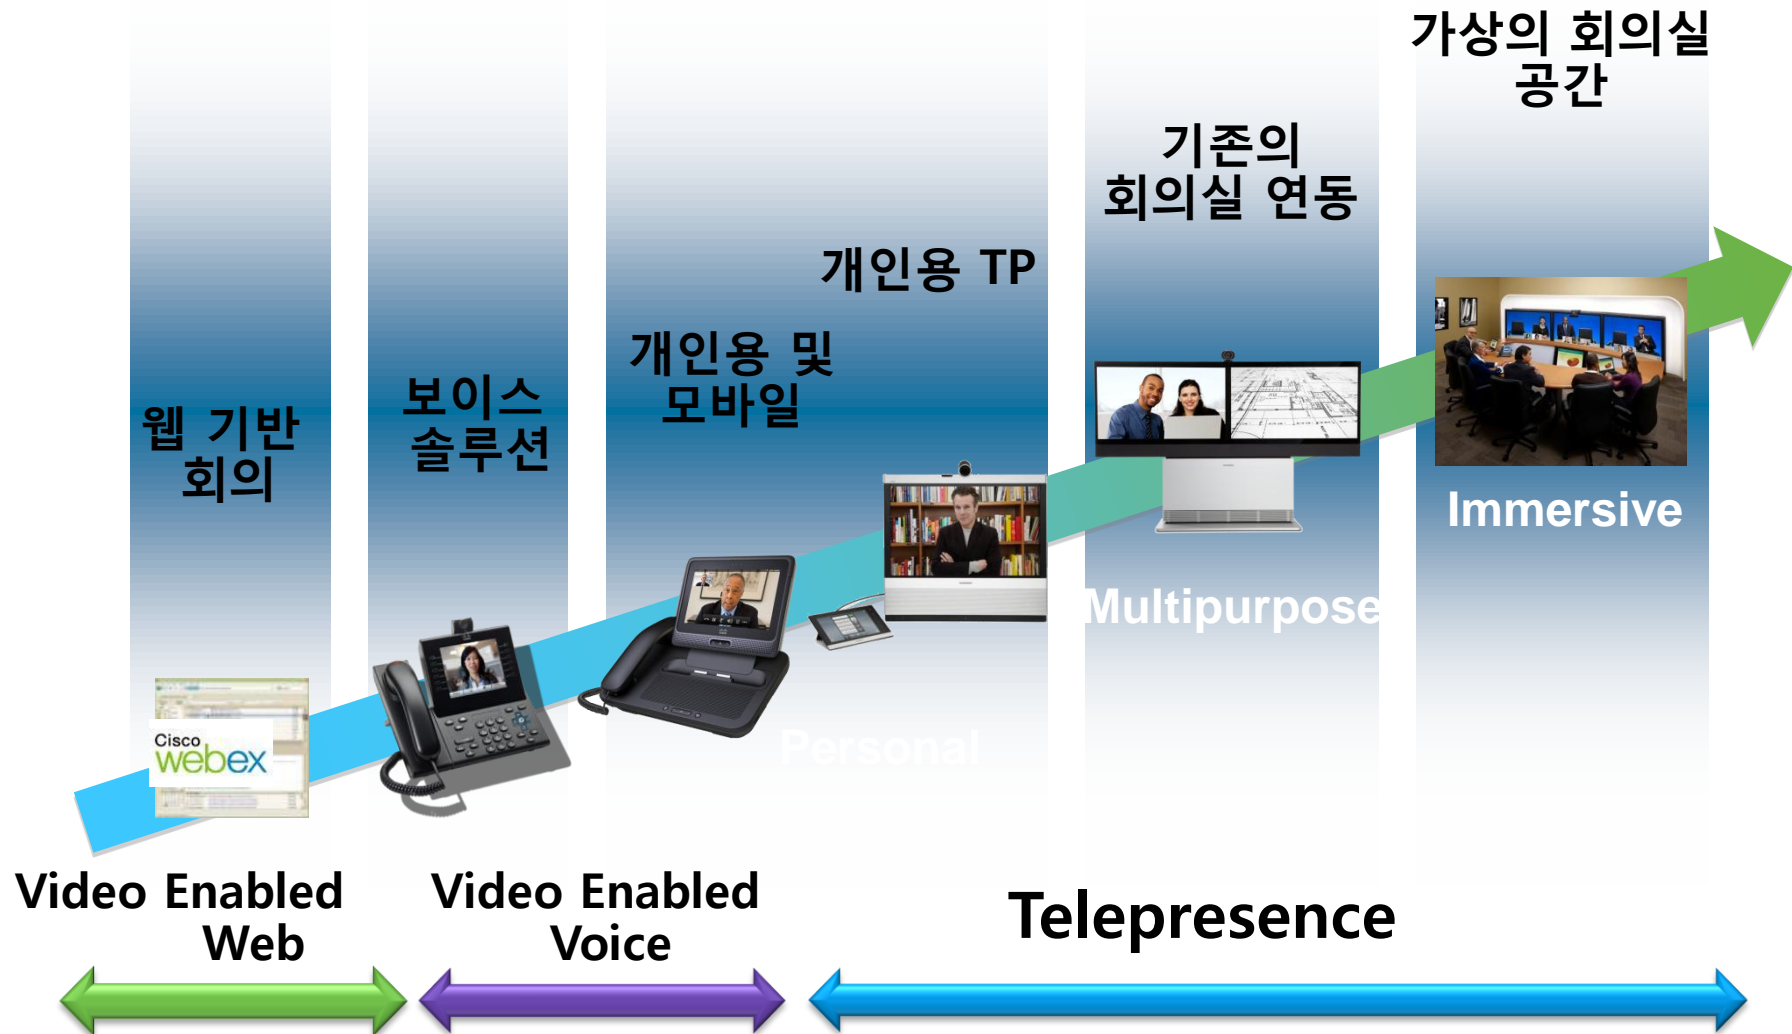 가상의 회의실
공간
기존의
회의실 연동
개인용 TP
개인용 및
모바일
보이스
솔루션
웹 기반
회의
Immersive
Multipurpose
Personal
Cisco
webex
Video Enabled
Web
Video Enabled
Voice
Telepresence